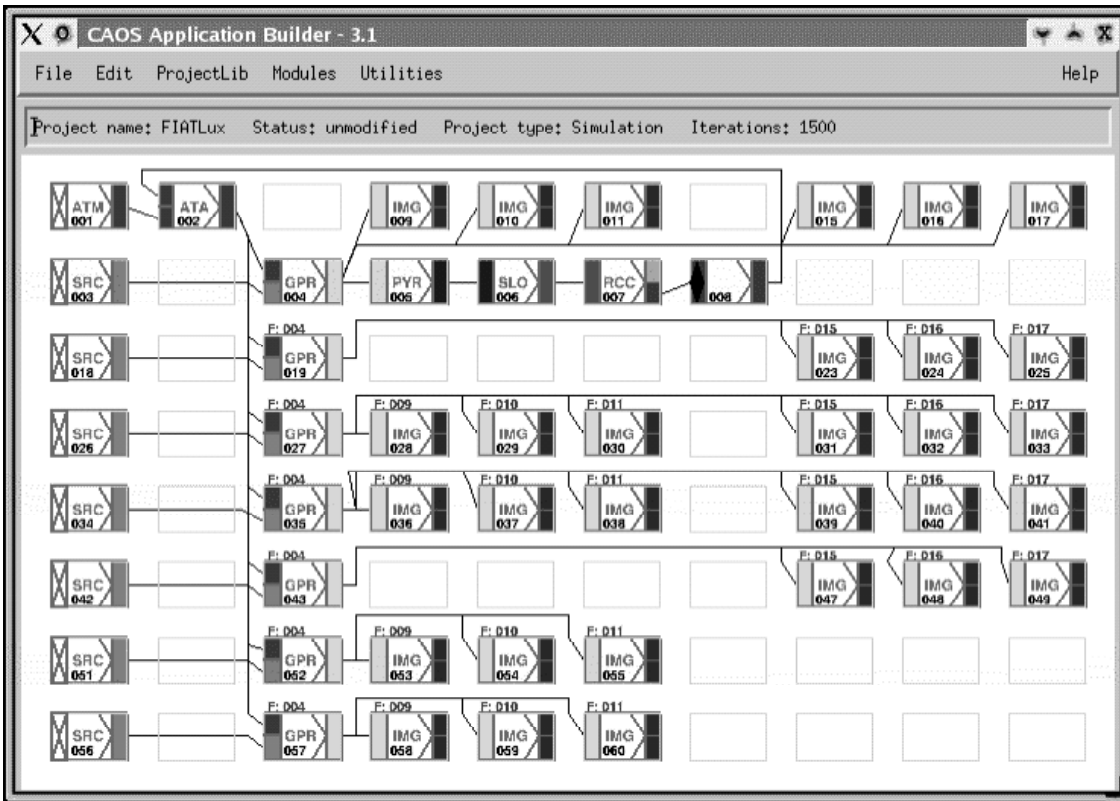 CAOS Application Builder - 3.1
File Edit ProjectLib Modules Utilities Help
Project name: FIATLux Status: unmodified Project type: Simulation Iterations: 1500
ATM ATA IMG IMG IMG IMG IMG IMG
001 002 009 010 011 015 016 017
SRC GPR PYR SLO RCC
003 004 005 006 007 008
F: 004 F: 015 F: 016 F: 017
SRC GPR IMG IMG IMG
018 019 023 024 025
F: 004 F: 009 F: 010 F: 011 F: 015 F: 016 F: 017
SRC GPR IMG IMG IMG IMG IMG IMG
026 027 028 029 030 031 032 033
F: 004 F: 009 F: 010 F: 011 F: 015 F: 016 F: 017
SRC GPR IMG IMG IMG IMG IMG IMG
034 035 036 037 038 039 040 041
F: 004 F: 015 F: 016 F: 017
SRC GPR IMG IMG IMG
042 043 047 048 049
F: 004 F: 009 F: 010 F: 011
SRC GPR IMG IMG IMG
051 052 053 054 055
F: 004 F: 009 F: 010 F: 011
SRC GPR IMG IMG IMG
056 057 058 059 060